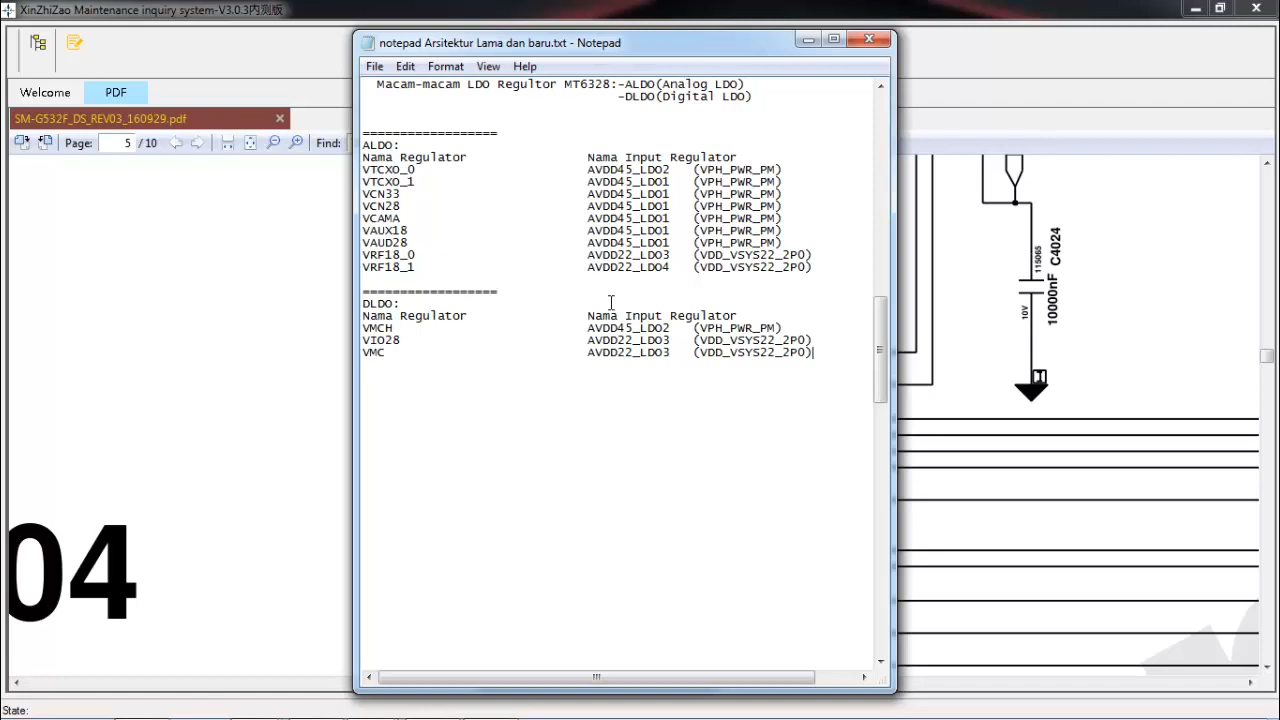 XinZhiZao Maintenance inquiry system-V3.0.3内测版
Welcome PDF
SM-G532F_DS_REV03_160929.pdf
Page: 5 / 10 Find:
notepad Arsitektur Lama dan baru.txt - Notepad
File Edit Format View Help
Macam-macam LDO Regultor MT6328:-ALDO(Analog LDO)
-DLDO(Digital LDO)
==================
ALDO:
Nama Regulator Nama Input Regulator
VTCXO_0 AVDD45_LDO2 (VPH_PWR_PM)
VTCXO_1 AVDD45_LDO1 (VPH_PWR_PM)
VCN33 AVDD45_LDO1 (VPH_PWR_PM)
VCN28 AVDD45_LDO1 (VPH_PWR_PM)
VCAMA AVDD45_LDO1 (VPH_PWR_PM)
VAUX18 AVDD45_LDO1 (VPH_PWR_PM)
VAUD28 AVDD45_LDO1 (VPH_PWR_PM)
VRF18_0 AVDD22_LDO3 (VDD_VSYS22_2P0)
VRF18_1 AVDD22_LDO4 (VDD_VSYS22_2P0)
==================
DLDO:
Nama Regulator Nama Input Regulator
VMCH AVDD45_LDO2 (VPH_PWR_PM)
VIO28 AVDD22_LDO3 (VDD_VSYS22_2P0)
VMC AVDD22_LDO3 (VDD_VSYS22_2P0)
115085
C4024
10V
10000nF
04
State: